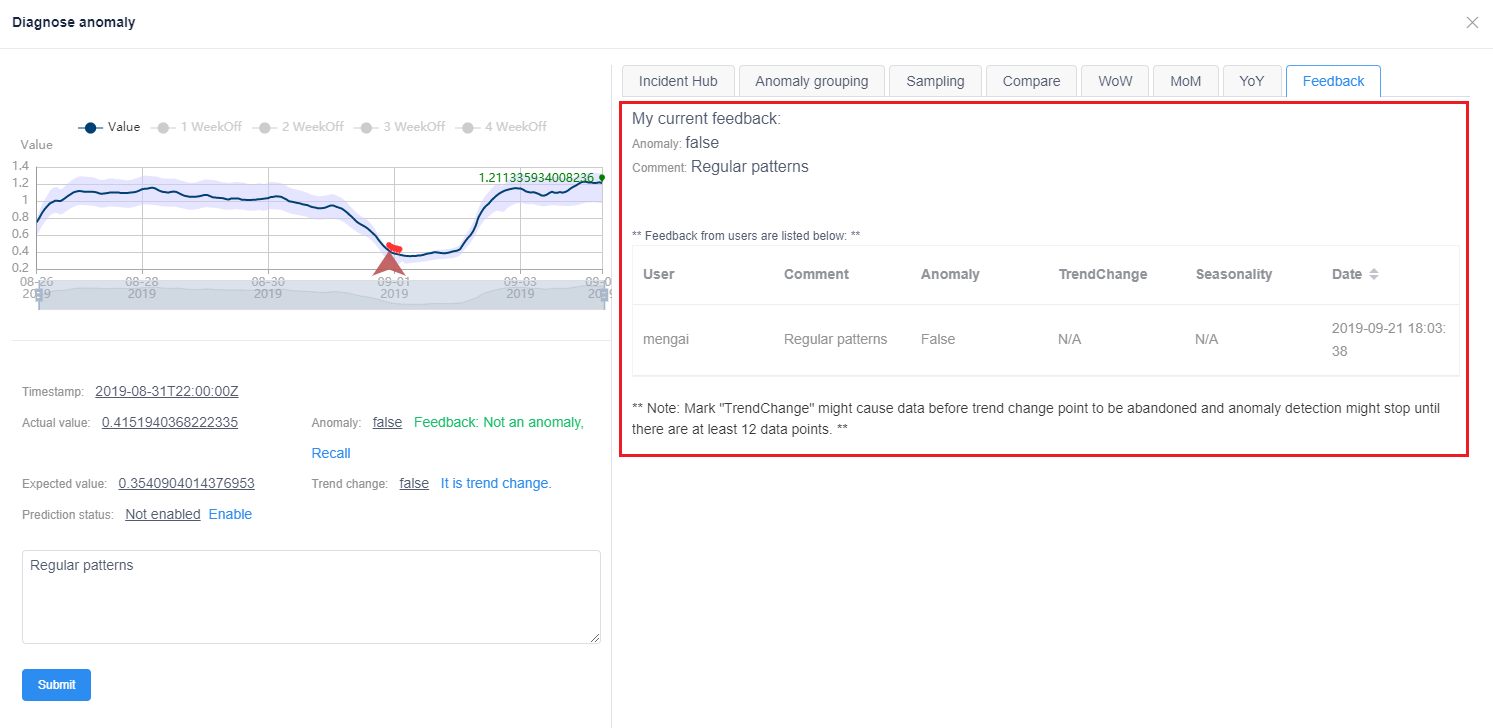 Diagnose anomaly
Incident Hub
Anomaly grouping
Sampling
Compare
WoW
MoM
YoY
Feedback
Value
1 WeekOff
2 WeekOff
3 WeekOff
4 WeekOff
Value
1.4
1.2
1
0.8
0.6
0.4
0.2
1.211335934008236
08-26
2019
08-28
2019
08-30
2019
09-01
2019
09-03
2019
Timestamp: 2019-08-31T22:00:00Z
Actual value: 0.4151940368222335
Anomaly: false Feedback: Not an anomaly,
Recall
Expected value: 0.3540904014376953
Trend change: false It is trend change.
Prediction status: Not enabled Enable
Regular patterns
Submit
My current feedback:
Anomaly: false
Comment: Regular patterns
** Feedback from users are listed below: **
User Comment Anomaly TrendChange Seasonality Date
mengai Regular patterns False N/A N/A 2019-09-21 18:03:
38
** Note: Mark "TrendChange" might cause data before trend change point to be abandoned and anomaly detection might stop until
there are at least 12 data points. **